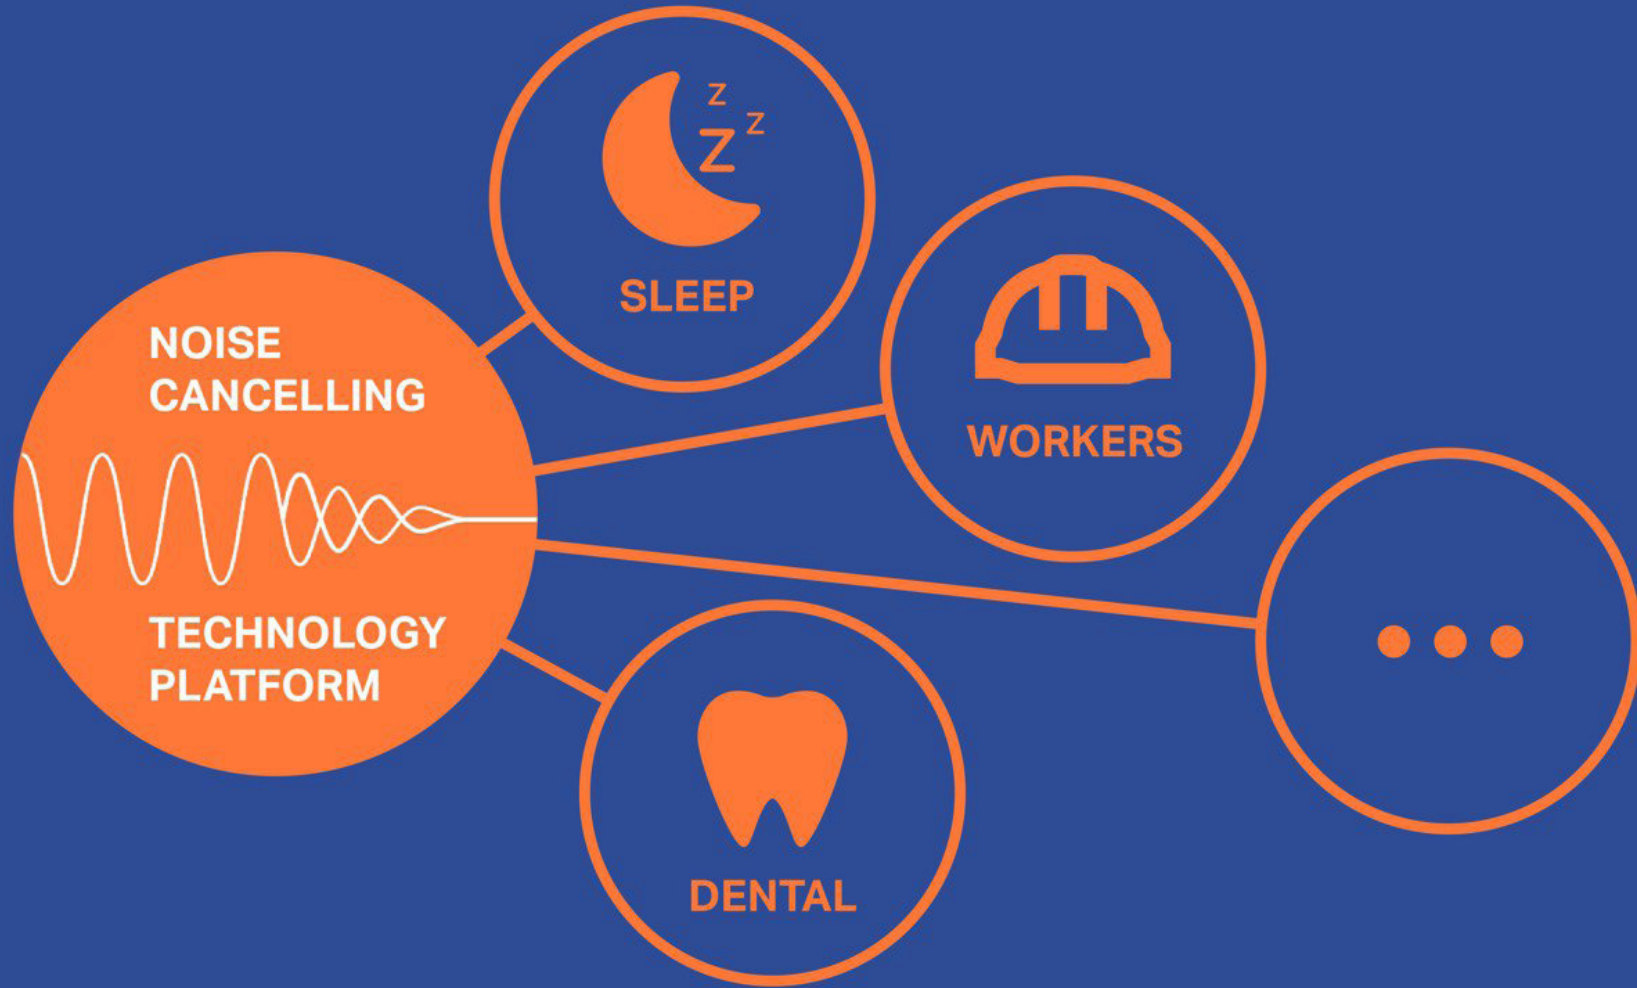 NOISE
CANCELLING
TECHNOLOGY
PLATFORM
z
z
Z
SLEEP
WORKERS
DENTAL